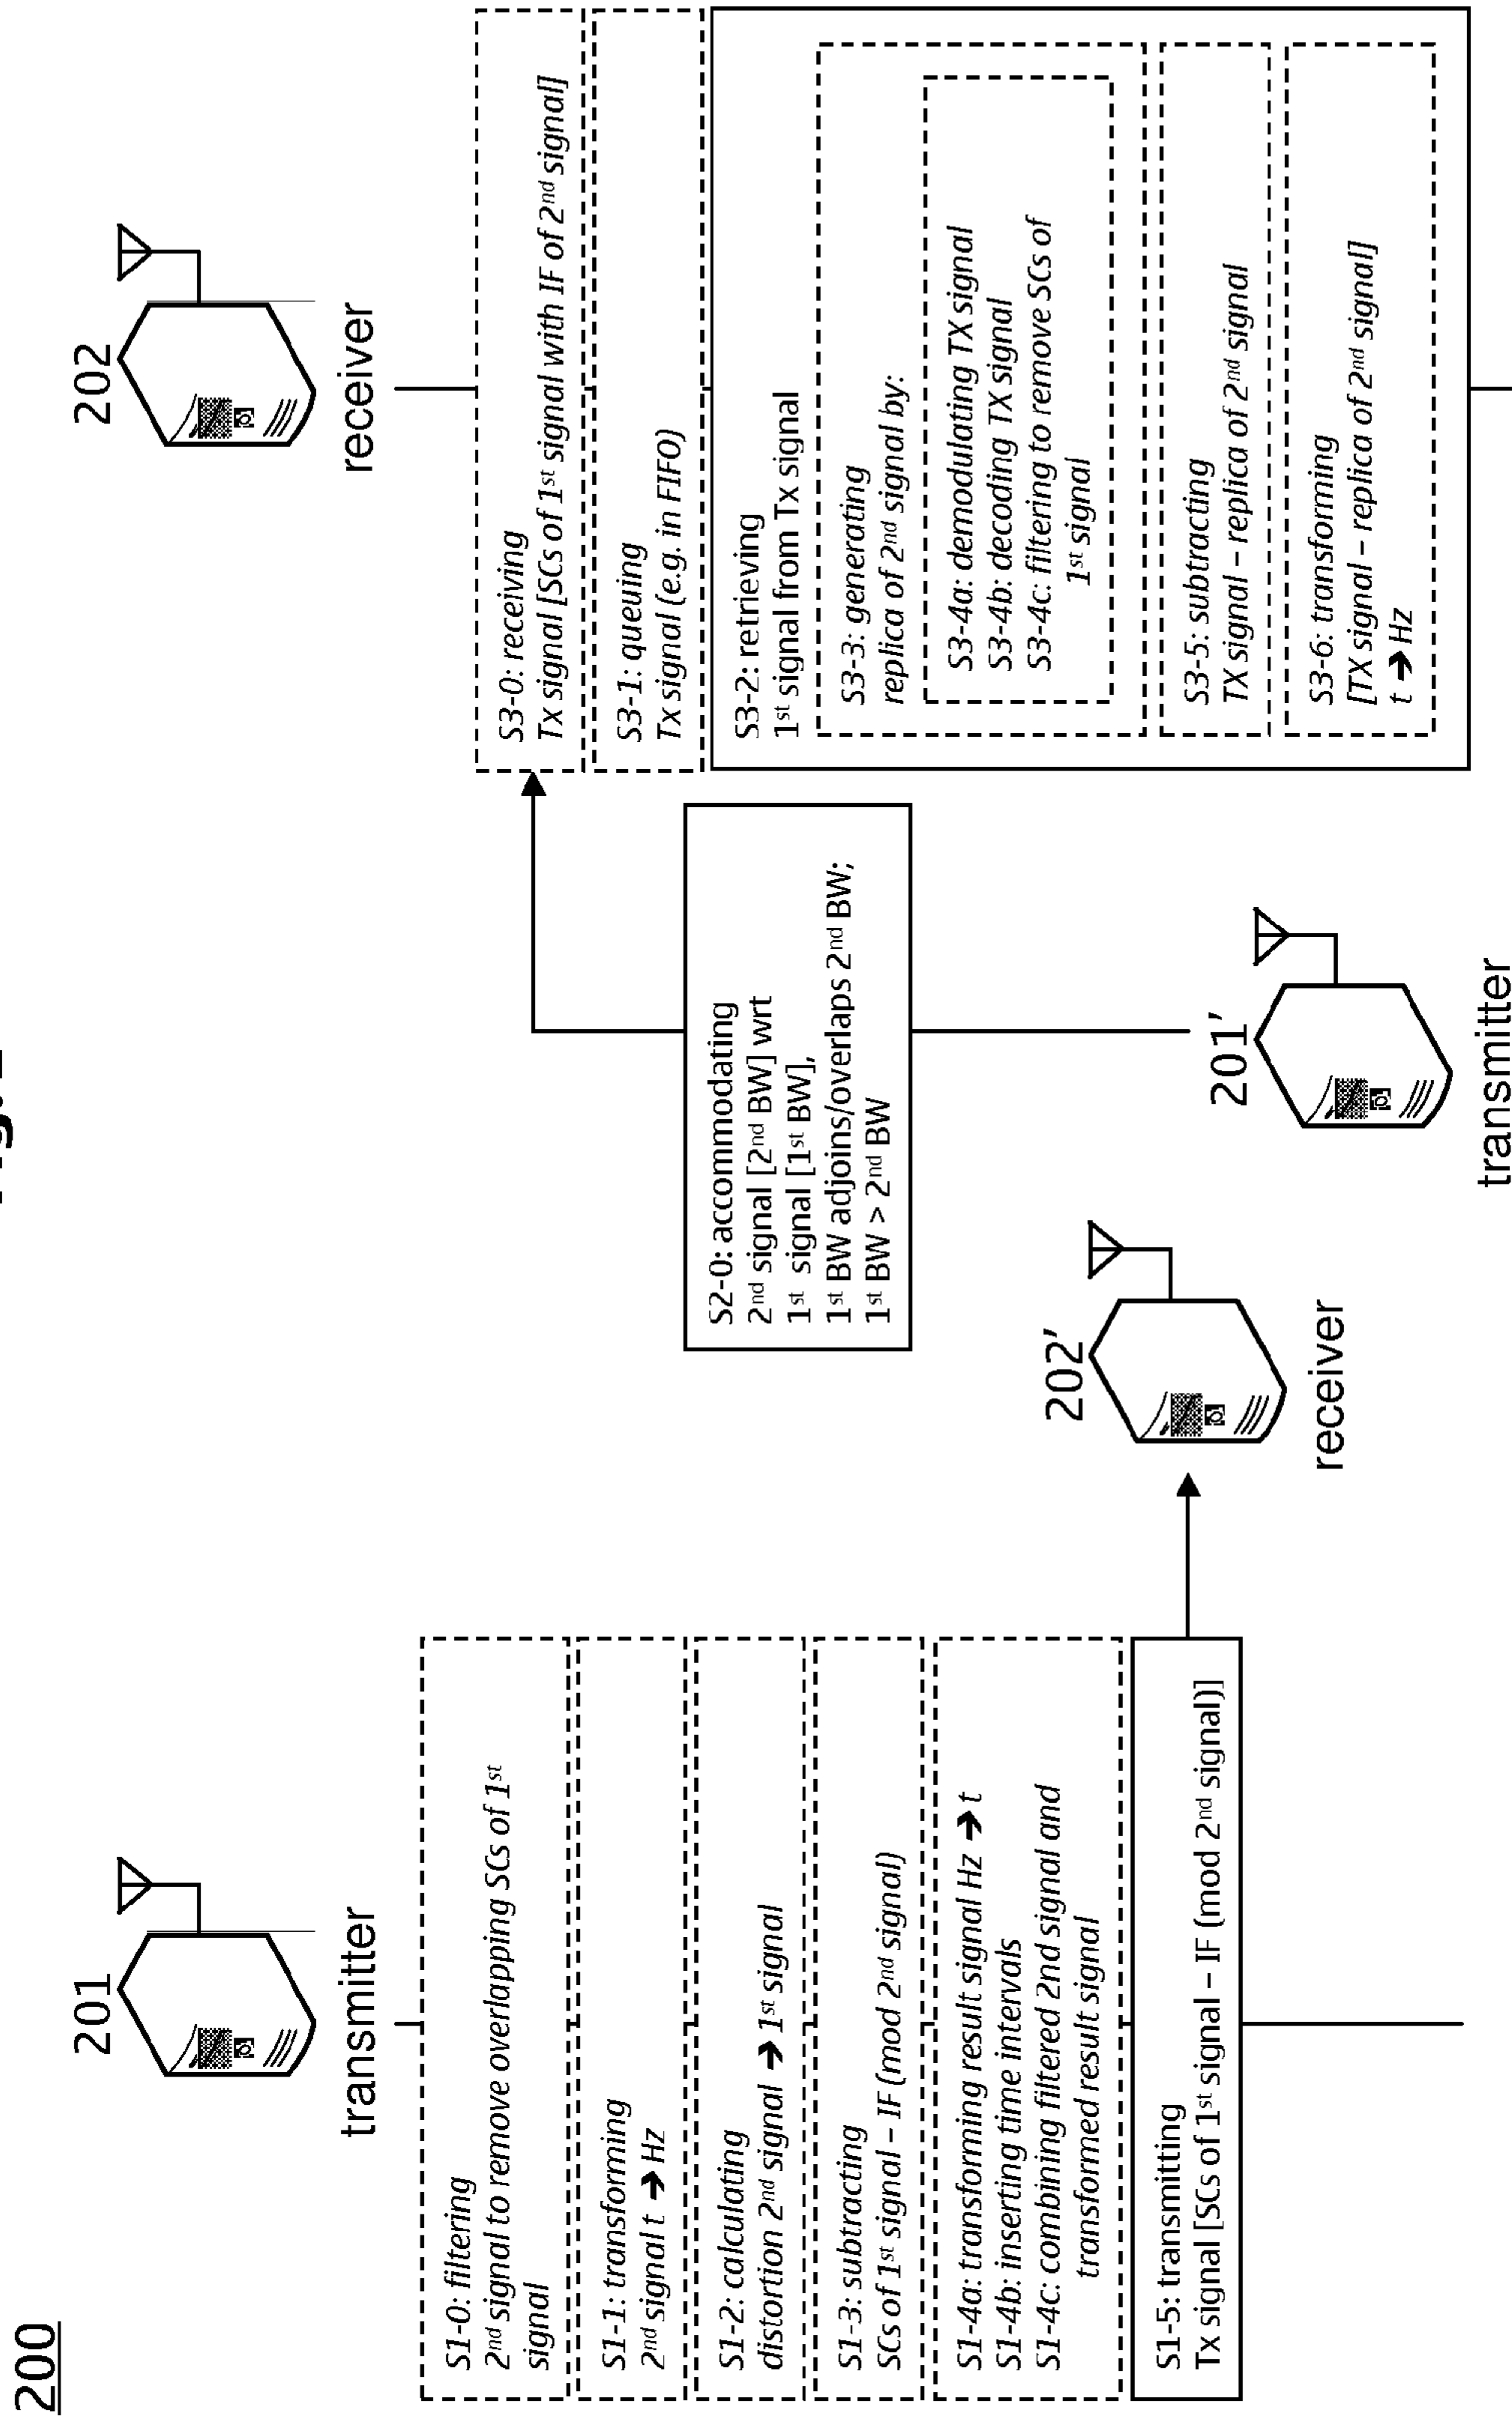 200
201
transmitter
S1-0: filtering
2nd signal to remove overlapping SCs of 1st
signal
S1-1: transforming
2nd signal t ➔ Hz
S1-2: calculating
distortion 2nd signal ➔ 1st signal
S1-3: subtracting
SCs of 1st signal – IF (mod 2nd signal)
S1-4a: transforming result signal Hz ➔ t
S1-4b: inserting time intervals
S1-4c: combining filtered 2nd signal and
transformed result signal
S1-5: transmitting
Tx signal [SCs of 1st signal – IF (mod 2nd signal)]
202'
receiver
201'
transmitter
S2-0: accommodating
2nd signal [2nd BW] wrt
1st signal [1st BW],
1st BW adjoins/overlaps 2nd BW;
1st BW > 2nd BW
202
receiver
S3-0: receiving
Tx signal [SCs of 1st signal with IF of 2nd signal]
S3-1: queuing
Tx signal (e.g. in FIFO)
S3-2: retrieving
1st signal from Tx signal
S3-3: generating
replica of 2nd signal by:
S3-4a: demodulating TX signal
S3-4b: decoding TX signal
S3-4c: filtering to remove SCs of
1st signal
S3-5: subtracting
TX signal – replica of 2nd signal
S3-6: transforming
[TX signal – replica of 2nd signal]
t ➔ Hz